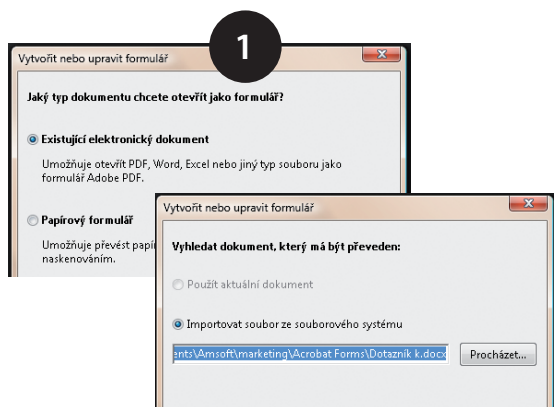 1
Vytvořit nebo upravit formulář
Jaký typ dokumentu chcete otevřít jako formulář?
Existující elektronický dokument
Umožňuje otevřít PDF, Word, Excel nebo jiný typ souboru jako
formulář Adobe PDF.
Papírový formulář
Umožňuje převést papí
naskenováním.
Vytvořit nebo upravit formulář
Vyhledat dokument, který má být převeden:
Použít aktuální dokument
Importovat soubor ze souborového systému
ents\Amsoft\marketing\Acrobat Forms\Dotazník k.docx
Procházet...